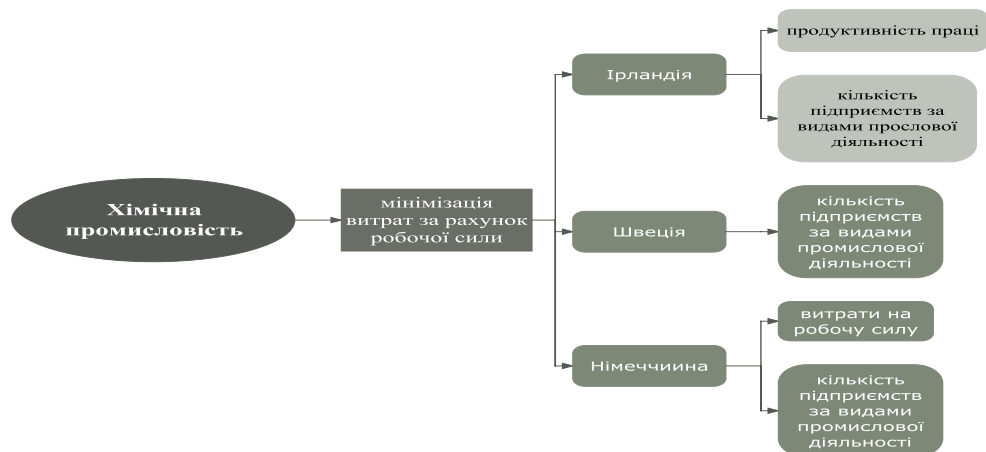 Хімічна
промисловість
мінімізація
витрат за рахунок
робочої сили
Ірландія
продуктивність праці
кількість
підприємств за
видами прослової
діяльності
Швеція
кількість
підприємств
за видами
промислової
діяльності
Німеччиина
витрати на
робочу силу
кількість
підприємств
за видами
промислової
діяльності